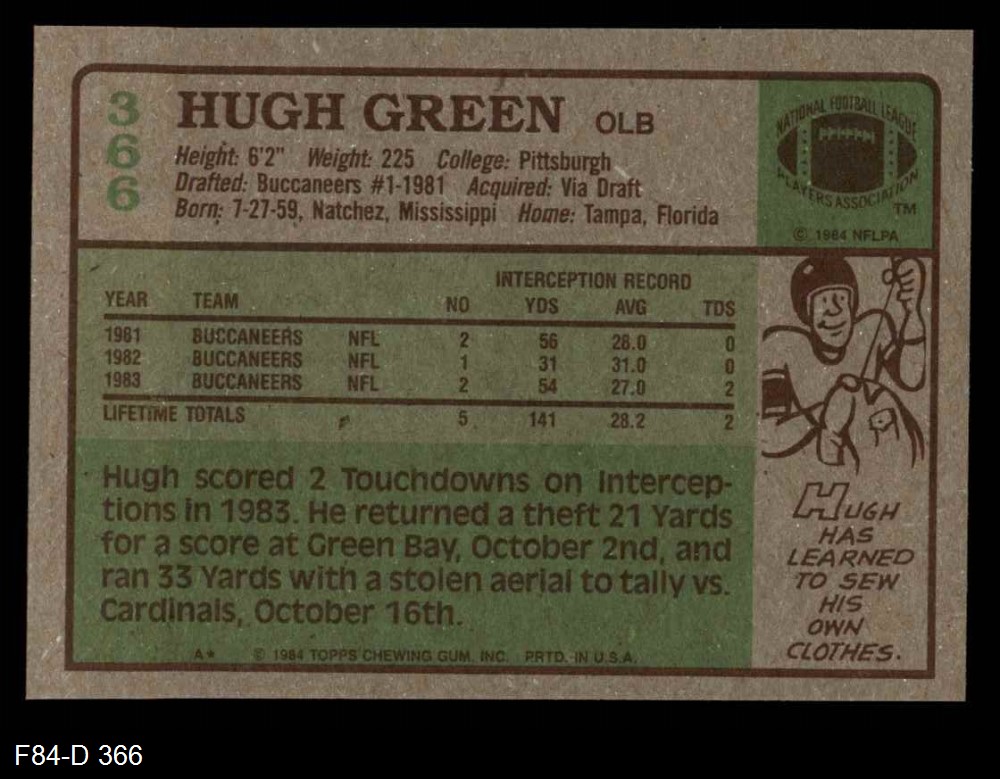 366
HUGH GREEN OLB
Height: 6'2" Weight: 225 College: Pittsburgh
Drafted: Buccaneers #1-1981 Acquired: Via Draft
Born: 7-27-59, Natchez, Mississippi Home: Tampa, Florida
NATIONAL FOOTBALL LEAGUE
PLAYERS ASSOCIATION
TM
© 1984 NFLPA
INTERCEPTION RECORD
YEAR TEAM NO YDS AVG TDS
1981 BUCCANEERS NFL 2 56 28.0 0
1982 BUCCANEERS NFL 1 31 31.0 0
1983 BUCCANEERS NFL 2 54 27.0 2
LIFETIME TOTALS 5 141 28.2 2
Hugh scored 2 Touchdowns on Intercep-
tions in 1983. He returned a theft 21 Yards
for a score at Green Bay, October 2nd, and
ran 33 Yards with a stolen aerial to tally vs.
Cardinals, October 16th.
A* © 1984 TOPPS CHEWING GUM, INC. PRTD. IN U.S.A.
HUGH
HAS
LEARNED
TO SEW
HIS
OWN
CLOTHES.
F84-D 366